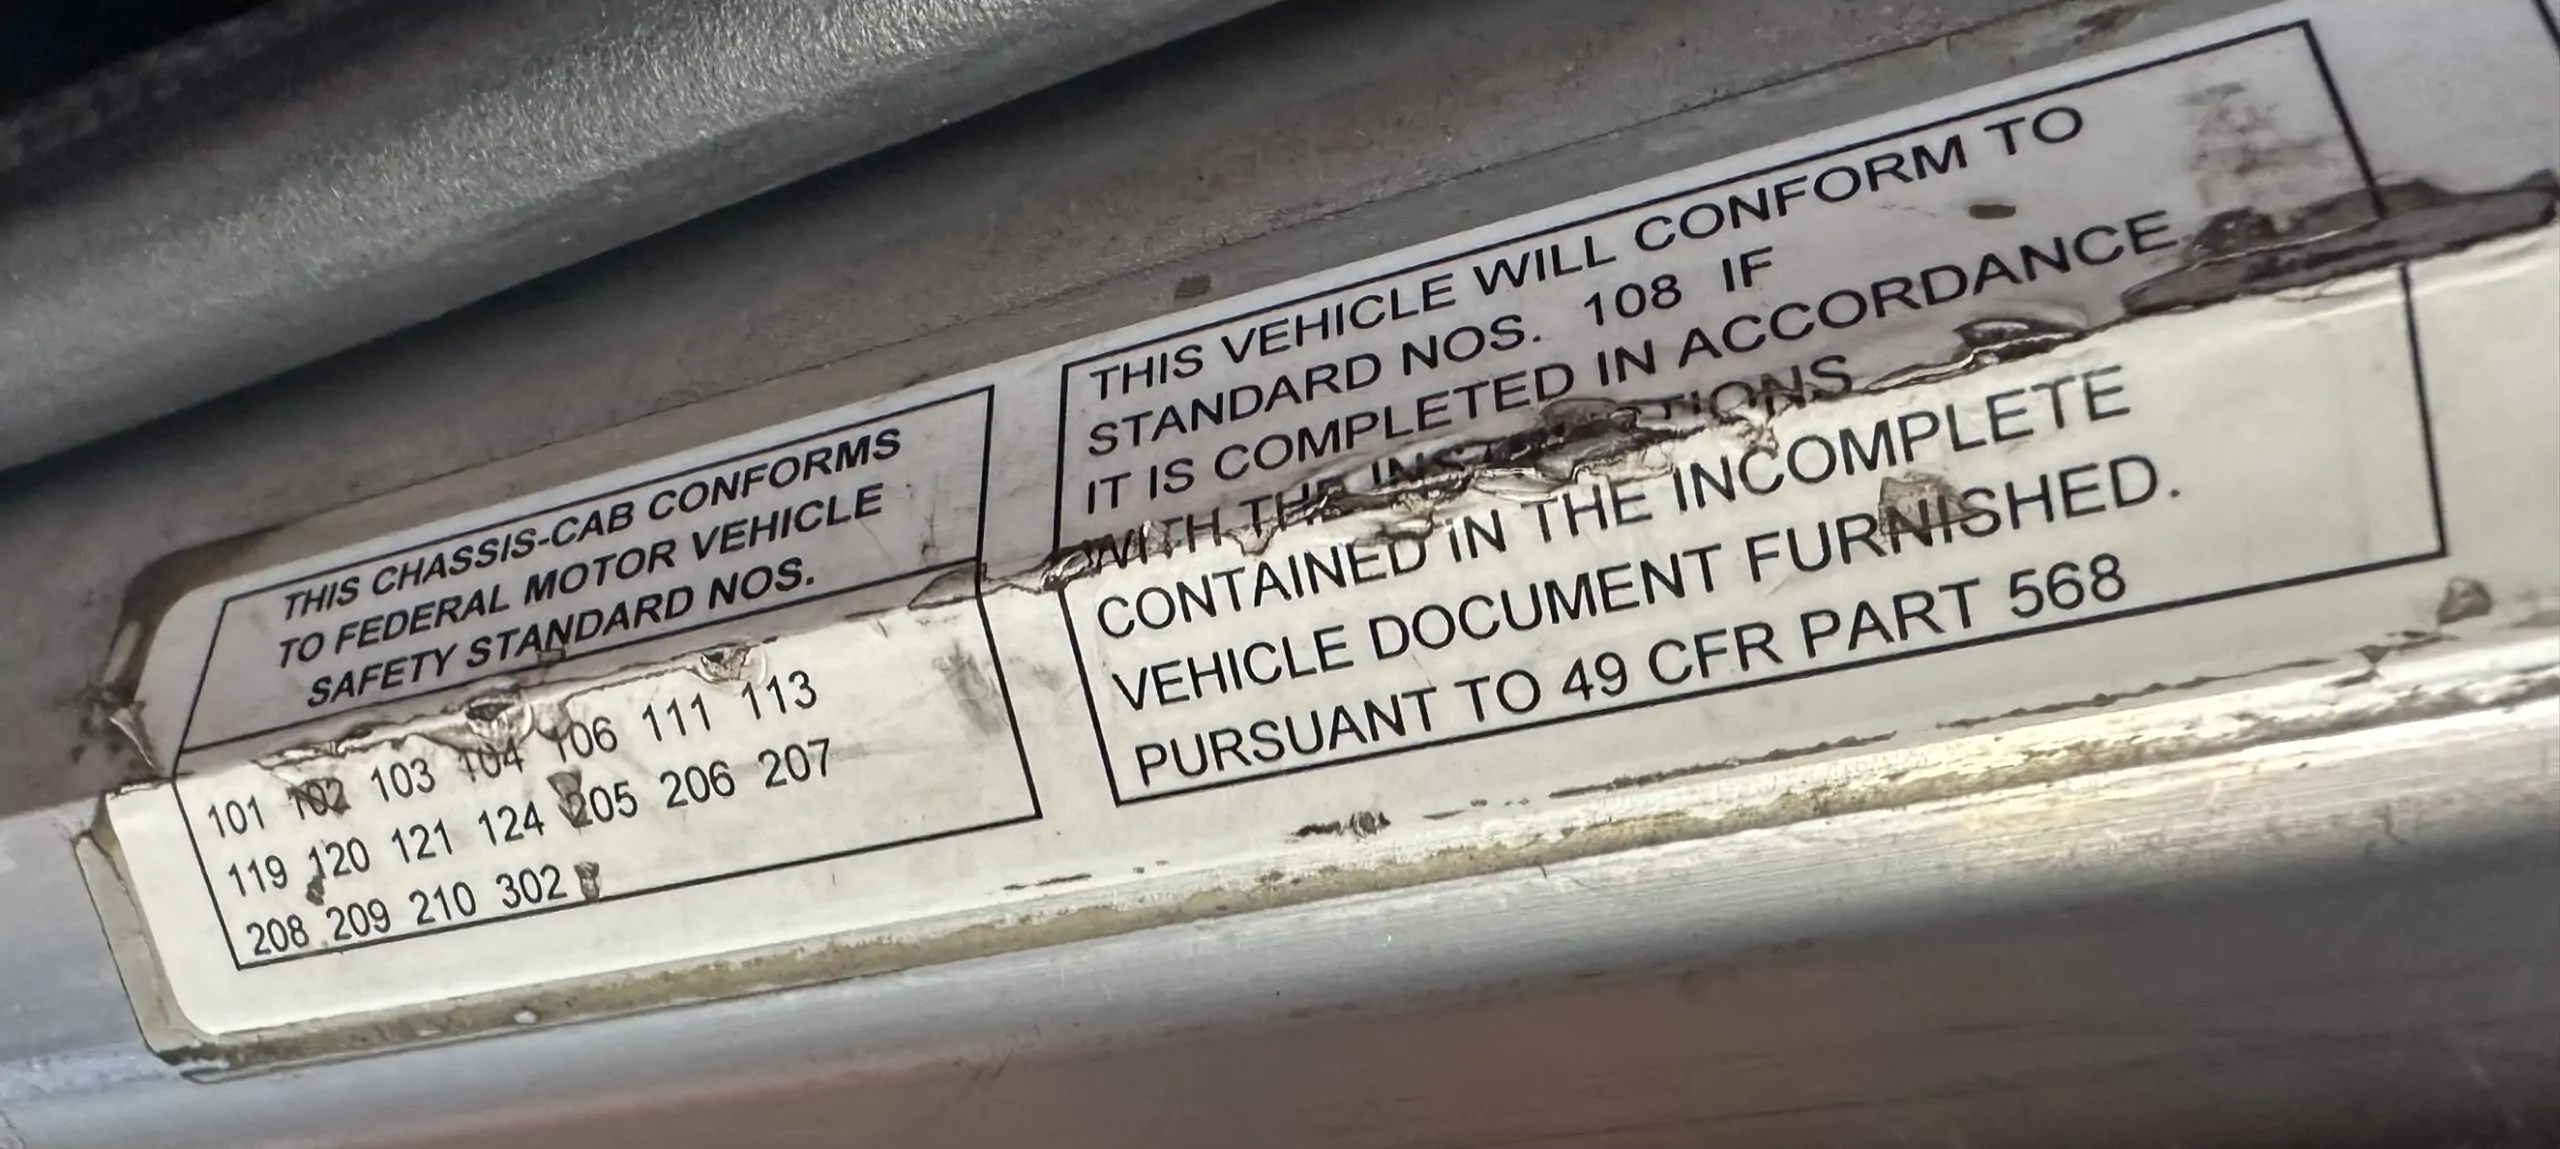 THIS CHASSIS-CAB CONFORMS
TO FEDERAL MOTOR VEHICLE
SAFETY STANDARD NOS.
101 102 103 104 106 111 113
119 120 121 124 205 206 207
208 209 210 302
THIS VEHICLE WILL CONFORM TO
STANDARD NOS. 108 IF
IT IS COMPLETED IN ACCORDANCE
WITH THE
CONTAINED IN THE INCOMPLETE
VEHICLE DOCUMENT FURNISHED.
PURSUANT TO 49 CFR PART 568